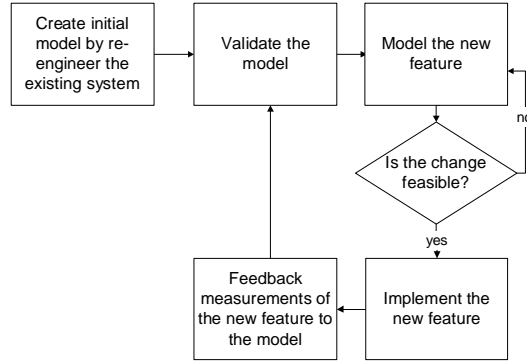 Create initial
model by re-
engineer the
existing system
Validate the
model
Model the new
feature
no
Is the change
feasible?
yes
Feedback
measurements of
the new feature to
the model
Implement the
new feature